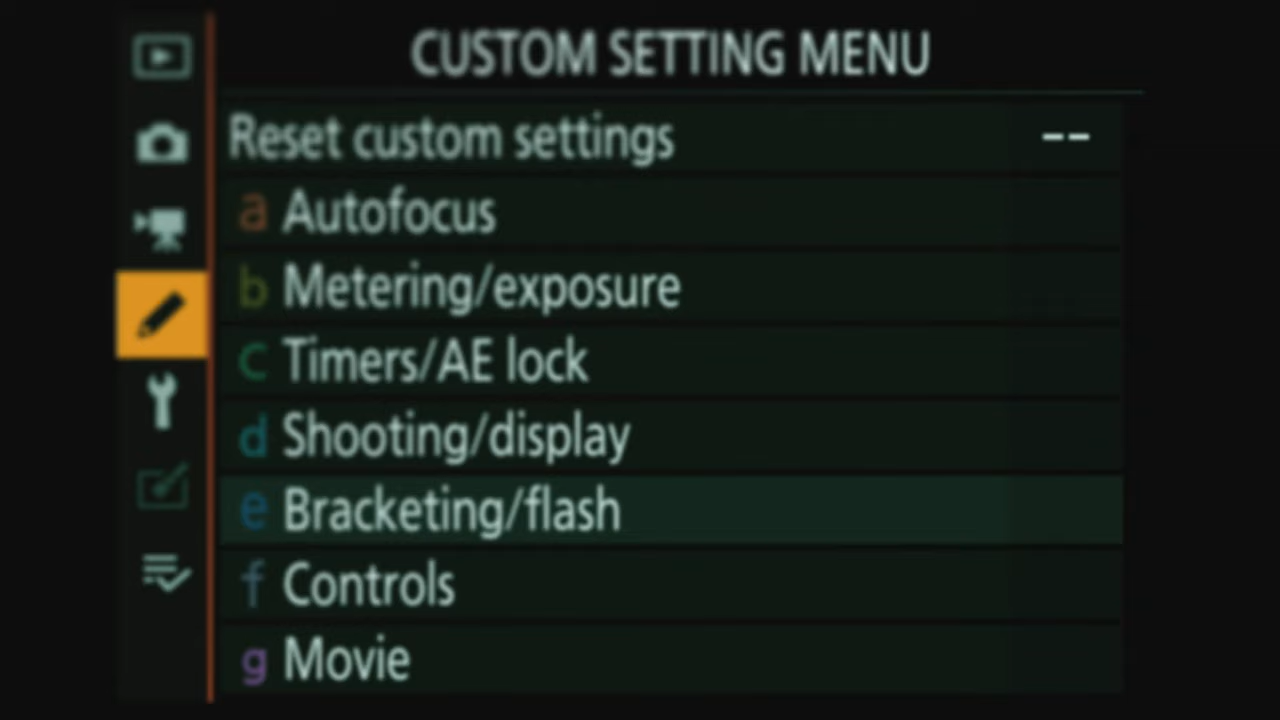 CUSTOM SETTING MENU
Reset custom settings --
a Autofocus
b Metering/exposure
c Timers/AE lock
d Shooting/display
e Bracketing/flash
f Controls
g Movie